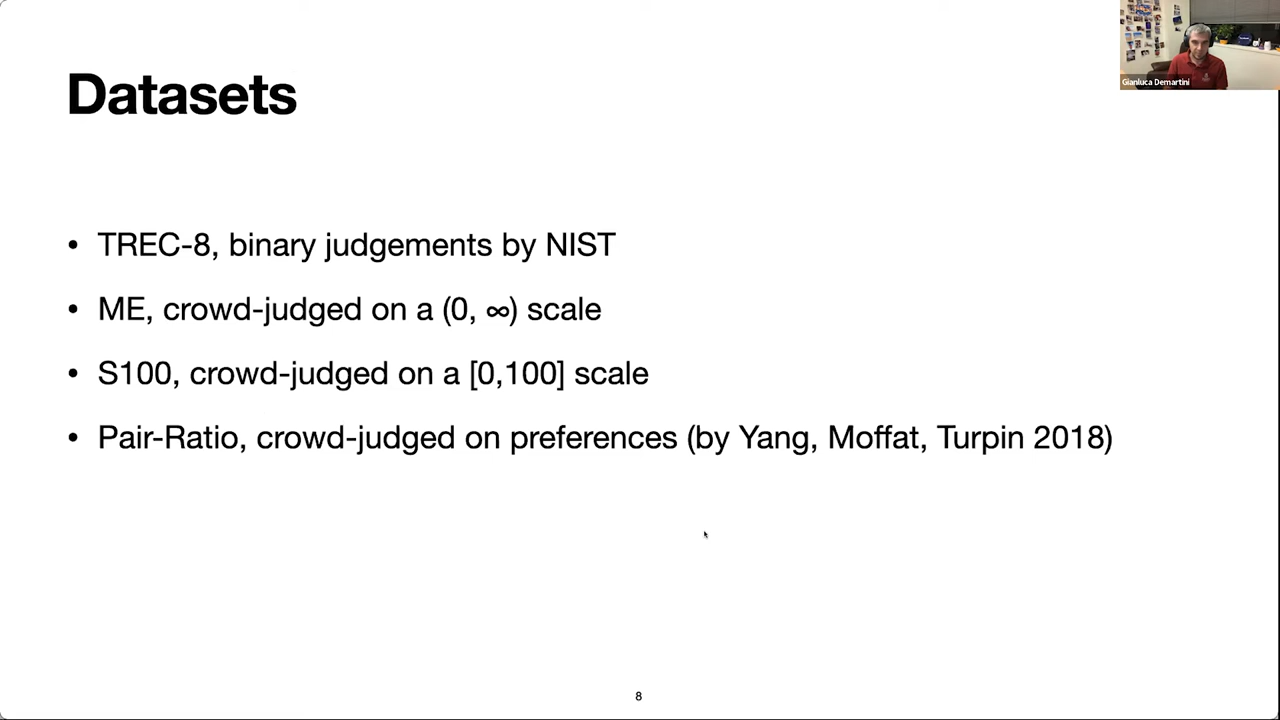 Gianluca Demartini
Datasets
• TREC-8, binary judgements by NIST
• ME, crowd-judged on a (0, ∞) scale
• S100, crowd-judged on a [0,100] scale
• Pair-Ratio, crowd-judged on preferences (by Yang, Moffat, Turpin 2018)
8